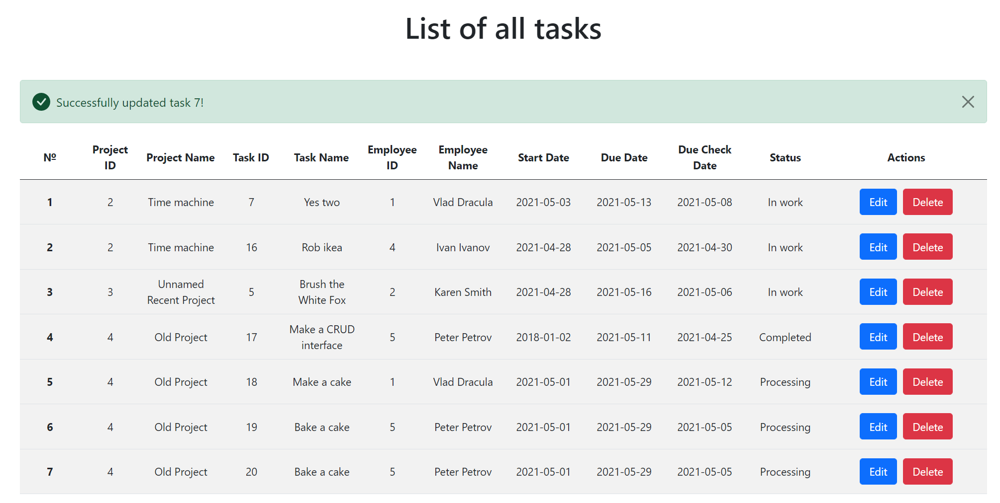 List of all tasks
Successfully updated task 7!
№ Project ID Project Name Task ID Task Name Employee ID Employee Name Start Date Due Date Due Check Date Status Actions
1 2 Time machine 7 Yes two 1 Vlad Dracula 2021-05-03 2021-05-13 2021-05-08 In work Edit Delete
2 2 Time machine 16 Rob ikea 4 Ivan Ivanov 2021-04-28 2021-05-05 2021-04-30 In work Edit Delete
3 3 Unnamed Recent Project 5 Brush the White Fox 2 Karen Smith 2021-04-28 2021-05-16 2021-05-06 In work Edit Delete
4 4 Old Project 17 Make a CRUD interface 5 Peter Petrov 2018-01-02 2021-05-11 2021-04-25 Completed Edit Delete
5 4 Old Project 18 Make a cake 1 Vlad Dracula 2021-05-01 2021-05-29 2021-05-12 Processing Edit Delete
6 4 Old Project 19 Bake a cake 5 Peter Petrov 2021-05-01 2021-05-29 2021-05-05 Processing Edit Delete
7 4 Old Project 20 Bake a cake 5 Peter Petrov 2021-05-01 2021-05-29 2021-05-05 Processing Edit Delete